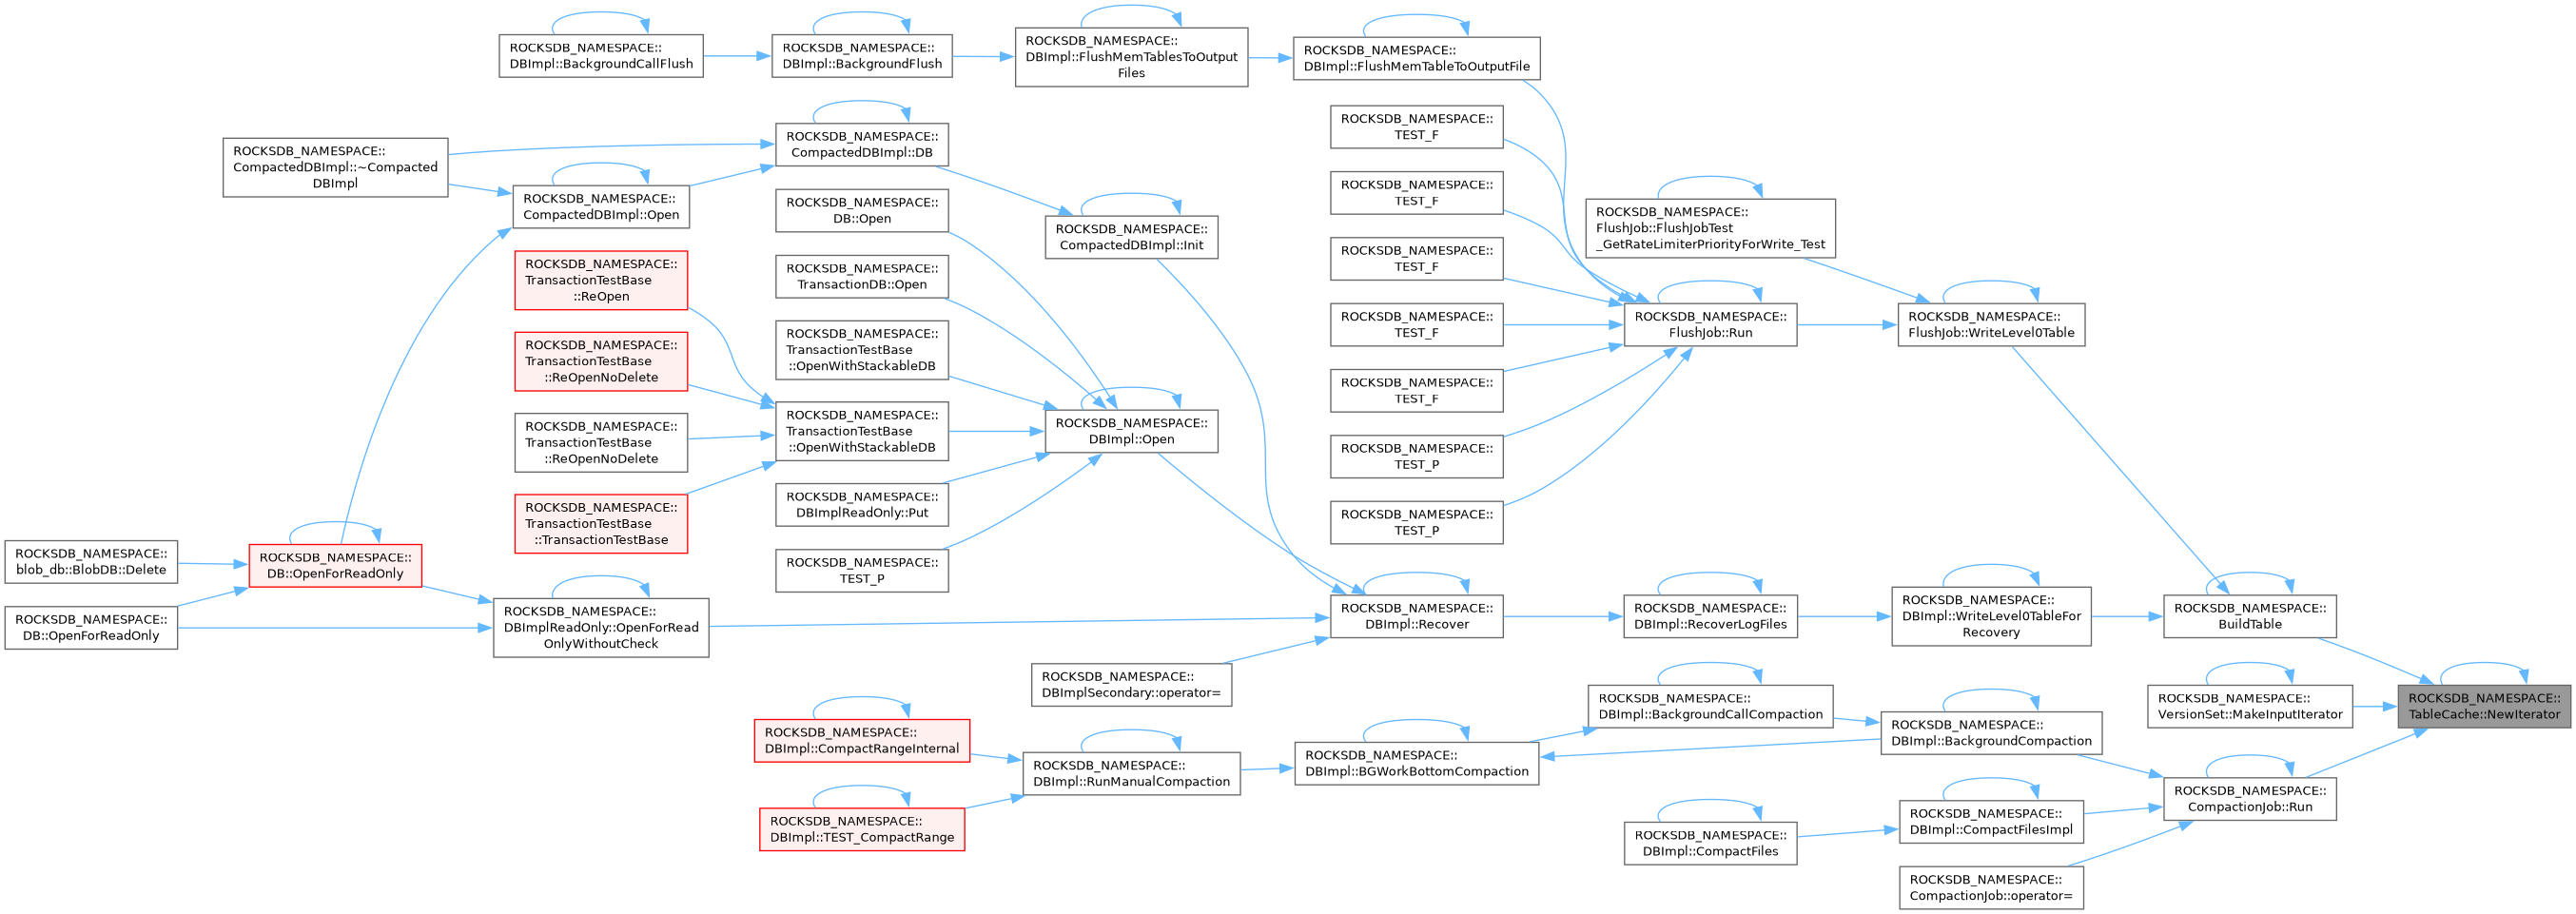 ROCKSDB_NAMESPACE::
DBImpl::BackgroundCallFlush
ROCKSDB_NAMESPACE::
DBImpl::BackgroundFlush
ROCKSDB_NAMESPACE::
DBImpl::FlushMemTablesToOutput
Files
ROCKSDB_NAMESPACE::
DBImpl::FlushMemTableToOutputFile
ROCKSDB_NAMESPACE::
CompactedDBImpl::~Compacted
DBImpl
ROCKSDB_NAMESPACE::
CompactedDBImpl::Open
ROCKSDB_NAMESPACE::
TransactionTestBase
::ReOpen
ROCKSDB_NAMESPACE::
TransactionTestBase
::ReOpenNoDelete
ROCKSDB_NAMESPACE::
TransactionTestBase
::ReOpenNoDelete
ROCKSDB_NAMESPACE::
TransactionTestBase
::TransactionTestBase
ROCKSDB_NAMESPACE::
blob_db::BlobDB::Delete
ROCKSDB_NAMESPACE::
DB::OpenForReadOnly
ROCKSDB_NAMESPACE::
DB::OpenForReadOnly
ROCKSDB_NAMESPACE::
DBImplReadOnly::OpenForRead
OnlyWithoutCheck
ROCKSDB_NAMESPACE::
CompactedDBImpl::DB
ROCKSDB_NAMESPACE::
DB::Open
ROCKSDB_NAMESPACE::
TransactionDB::Open
ROCKSDB_NAMESPACE::
TransactionTestBase
::OpenWithStackableDB
ROCKSDB_NAMESPACE::
TransactionTestBase
::OpenWithStackableDB
ROCKSDB_NAMESPACE::
DBImplReadOnly::Put
ROCKSDB_NAMESPACE::
TEST_P
ROCKSDB_NAMESPACE::
DBImpl::CompactRangeInternal
ROCKSDB_NAMESPACE::
DBImpl::TEST_CompactRange
ROCKSDB_NAMESPACE::
CompactedDBImpl::Init
ROCKSDB_NAMESPACE::
DBImpl::Open
ROCKSDB_NAMESPACE::
DBImplSecondary::operator=
ROCKSDB_NAMESPACE::
DBImpl::RunManualCompaction
ROCKSDB_NAMESPACE::
TEST_F
ROCKSDB_NAMESPACE::
TEST_F
ROCKSDB_NAMESPACE::
TEST_F
ROCKSDB_NAMESPACE::
TEST_F
ROCKSDB_NAMESPACE::
TEST_F
ROCKSDB_NAMESPACE::
TEST_P
ROCKSDB_NAMESPACE::
TEST_P
ROCKSDB_NAMESPACE::
DBImpl::Recover
ROCKSDB_NAMESPACE::
DBImpl::BGWorkBottomCompaction
ROCKSDB_NAMESPACE::
FlushJob::FlushJobTest
_GetRateLimiterPriorityForWrite_Test
ROCKSDB_NAMESPACE::
FlushJob::Run
ROCKSDB_NAMESPACE::
DBImpl::RecoverLogFiles
ROCKSDB_NAMESPACE::
DBImpl::BackgroundCallCompaction
ROCKSDB_NAMESPACE::
DBImpl::CompactFiles
ROCKSDB_NAMESPACE::
FlushJob::WriteLevel0Table
ROCKSDB_NAMESPACE::
DBImpl::WriteLevel0TableFor
Recovery
ROCKSDB_NAMESPACE::
DBImpl::BackgroundCompaction
ROCKSDB_NAMESPACE::
DBImpl::CompactFilesImpl
ROCKSDB_NAMESPACE::
CompactionJob::operator=
ROCKSDB_NAMESPACE::
BuildTable
ROCKSDB_NAMESPACE::
VersionSet::MakeInputIterator
ROCKSDB_NAMESPACE::
CompactionJob::Run
ROCKSDB_NAMESPACE::
TableCache::NewIterator